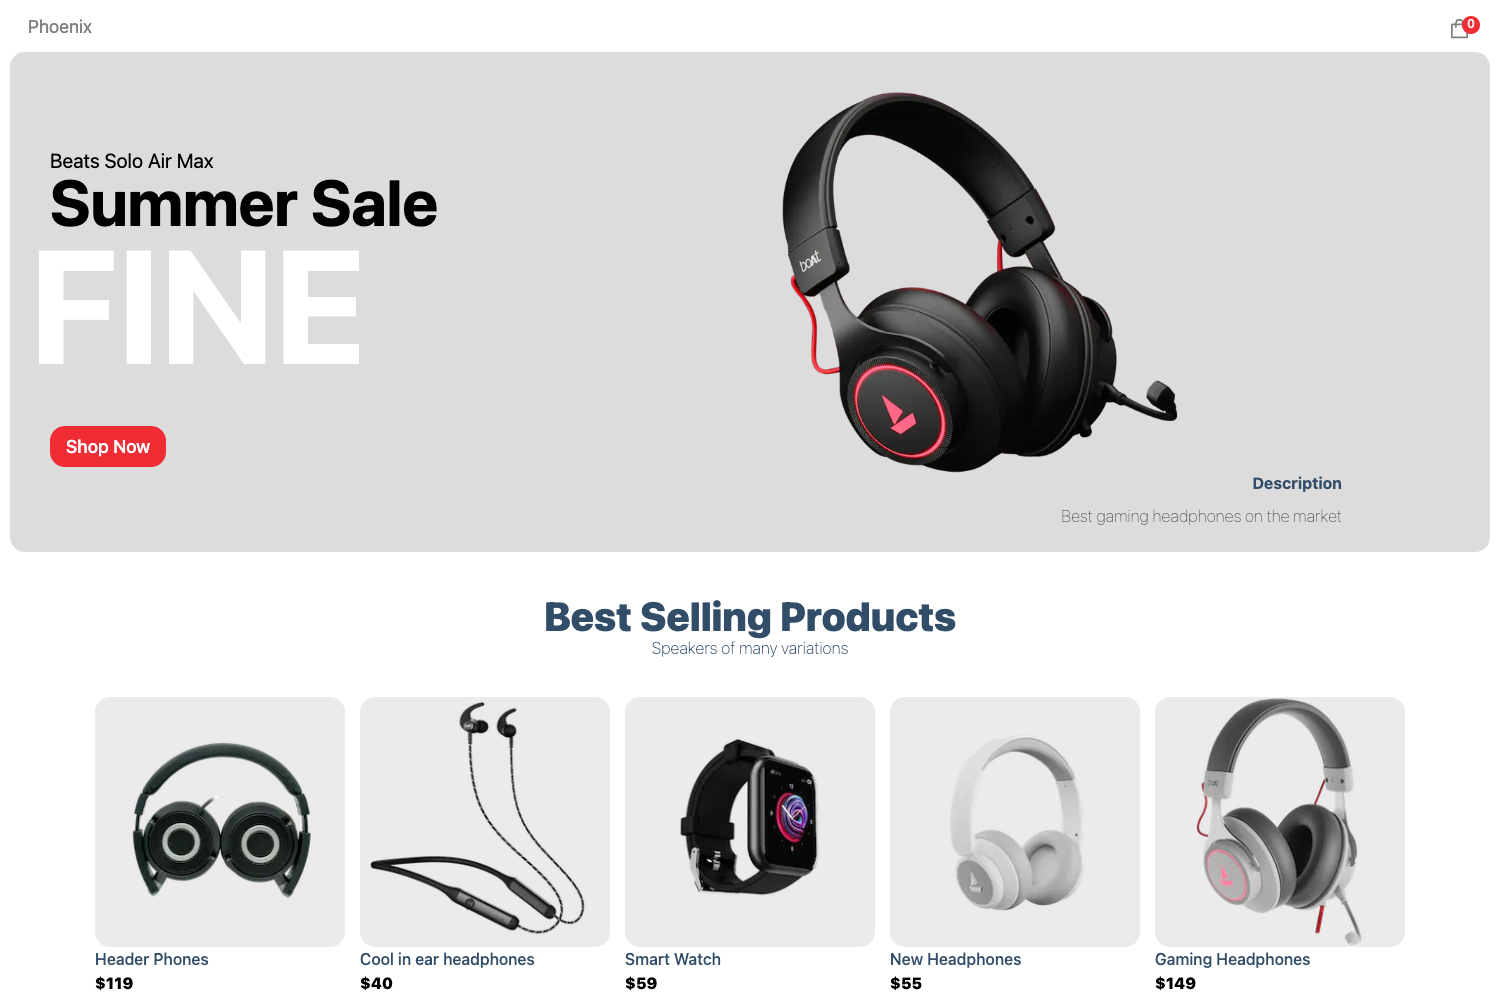 Phoenix
0
Beats Solo Air Max
Summer Sale
FINE
boAt
Shop Now
Description
Best gaming headphones on the market
Best Selling Products
Speakers of many variations
Header Phones
$119
Cool in ear headphones
$40
Smart Watch
$59
New Headphones
$55
Gaming Headphones
$149